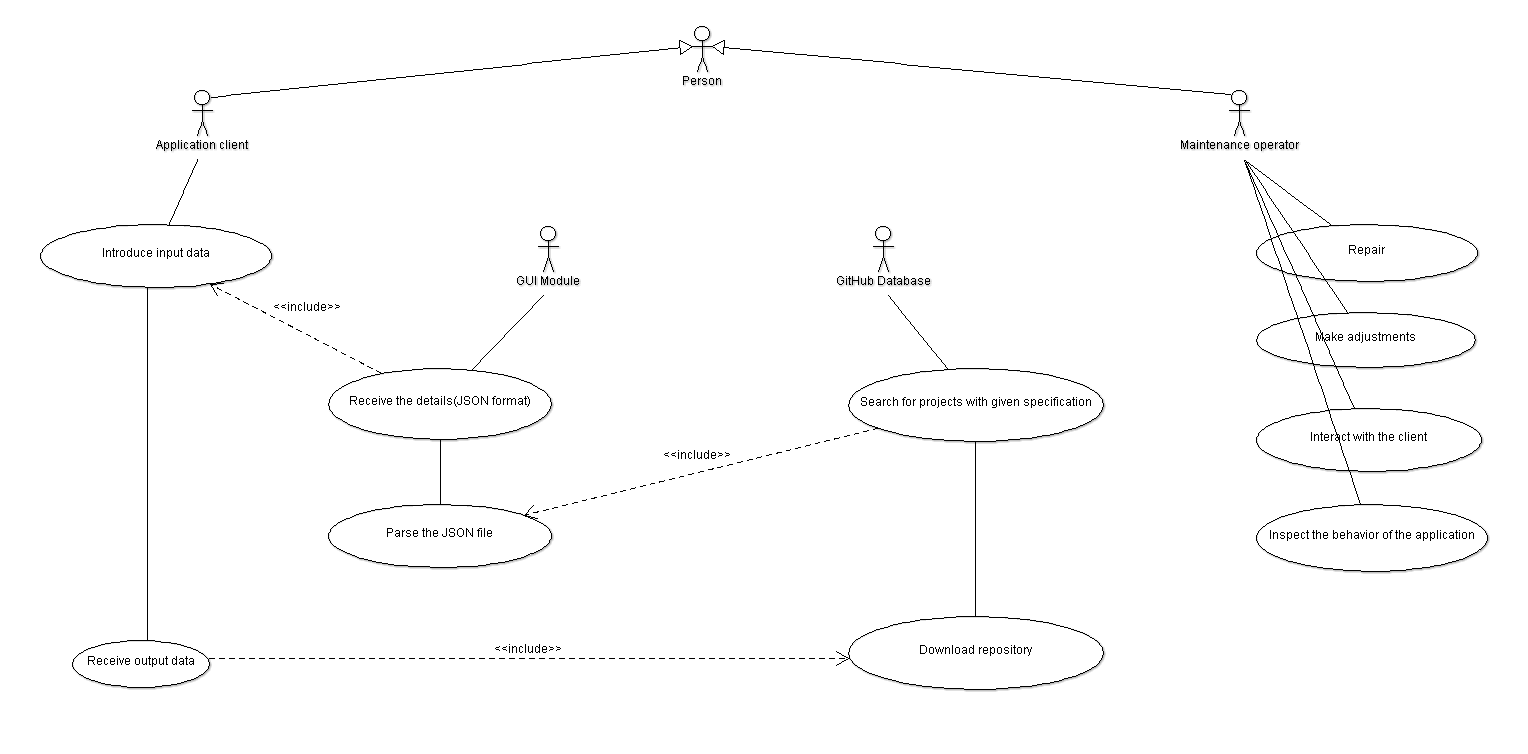 Person
Application client
Maintenance operator
Introduce input data
GUI Module
GitHub Database
Repair
<<include>>
Make adjustments
Receive the details(JSON format)
Search for projects with given specification
Interact with the client
<<include>>
Parse the JSON file
Inspect the behavior of the application
<<include>>
Receive output data
Download repository